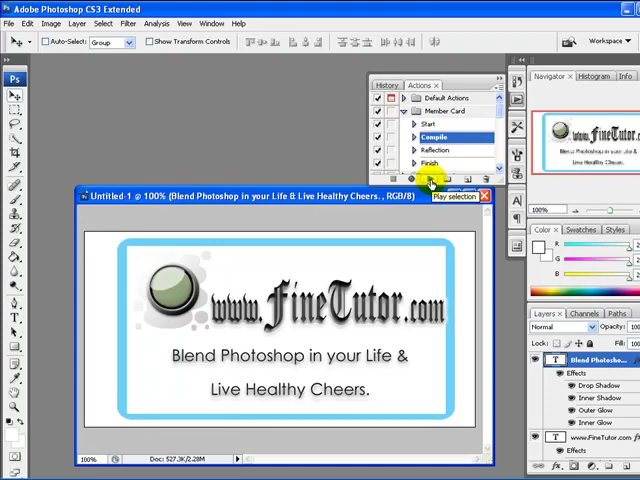 Adobe Photoshop CS3 Extended
File Edit Image Layer Select Filter Analysis View Window Help
Auto-Select: Group Show Transform Controls Workspace
History Actions
Default Actions
Member Card
Start
Compile
Reflection
Finish
Play selection
Navigator Histogram Info
100%
Color Swatches Styles
R
G
B
Layers Channels Paths
Normal Opacity: 100
Lock: Fill:
T Blend Photosho...
Effects
Drop Shadow
Inner Shadow
Outer Glow
Inner Glow
T www.FineTutor.co...
Effects
Ps
Untitled-1 @ 100% (Blend Photoshop in your Life & Live Healthy Cheers. , RGB/8)
www.FineTutor.com
Blend Photoshop in your Life &
Live Healthy Cheers.
100% Doc: 527.3K/2.28M